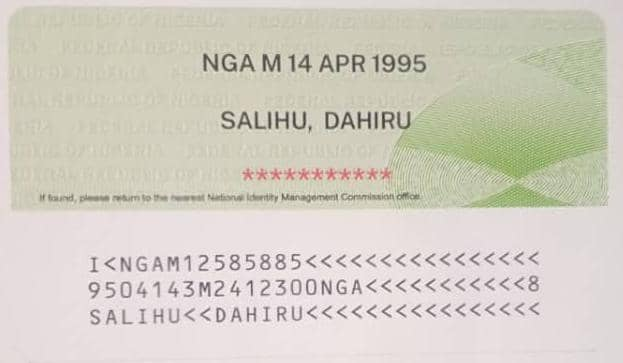 NGA M 14 APR 1995
SALIHU, DAHIRU
***********
If found, please return to the nearest National Identity Management Commission office.
I<NGAM12585885<<<<<<<<<<<<<<<<
9504143M2412300NGA<<<<<<<<<<<8
SALIHU<<DAHIRU<<<<<<<<<<<<<<<<